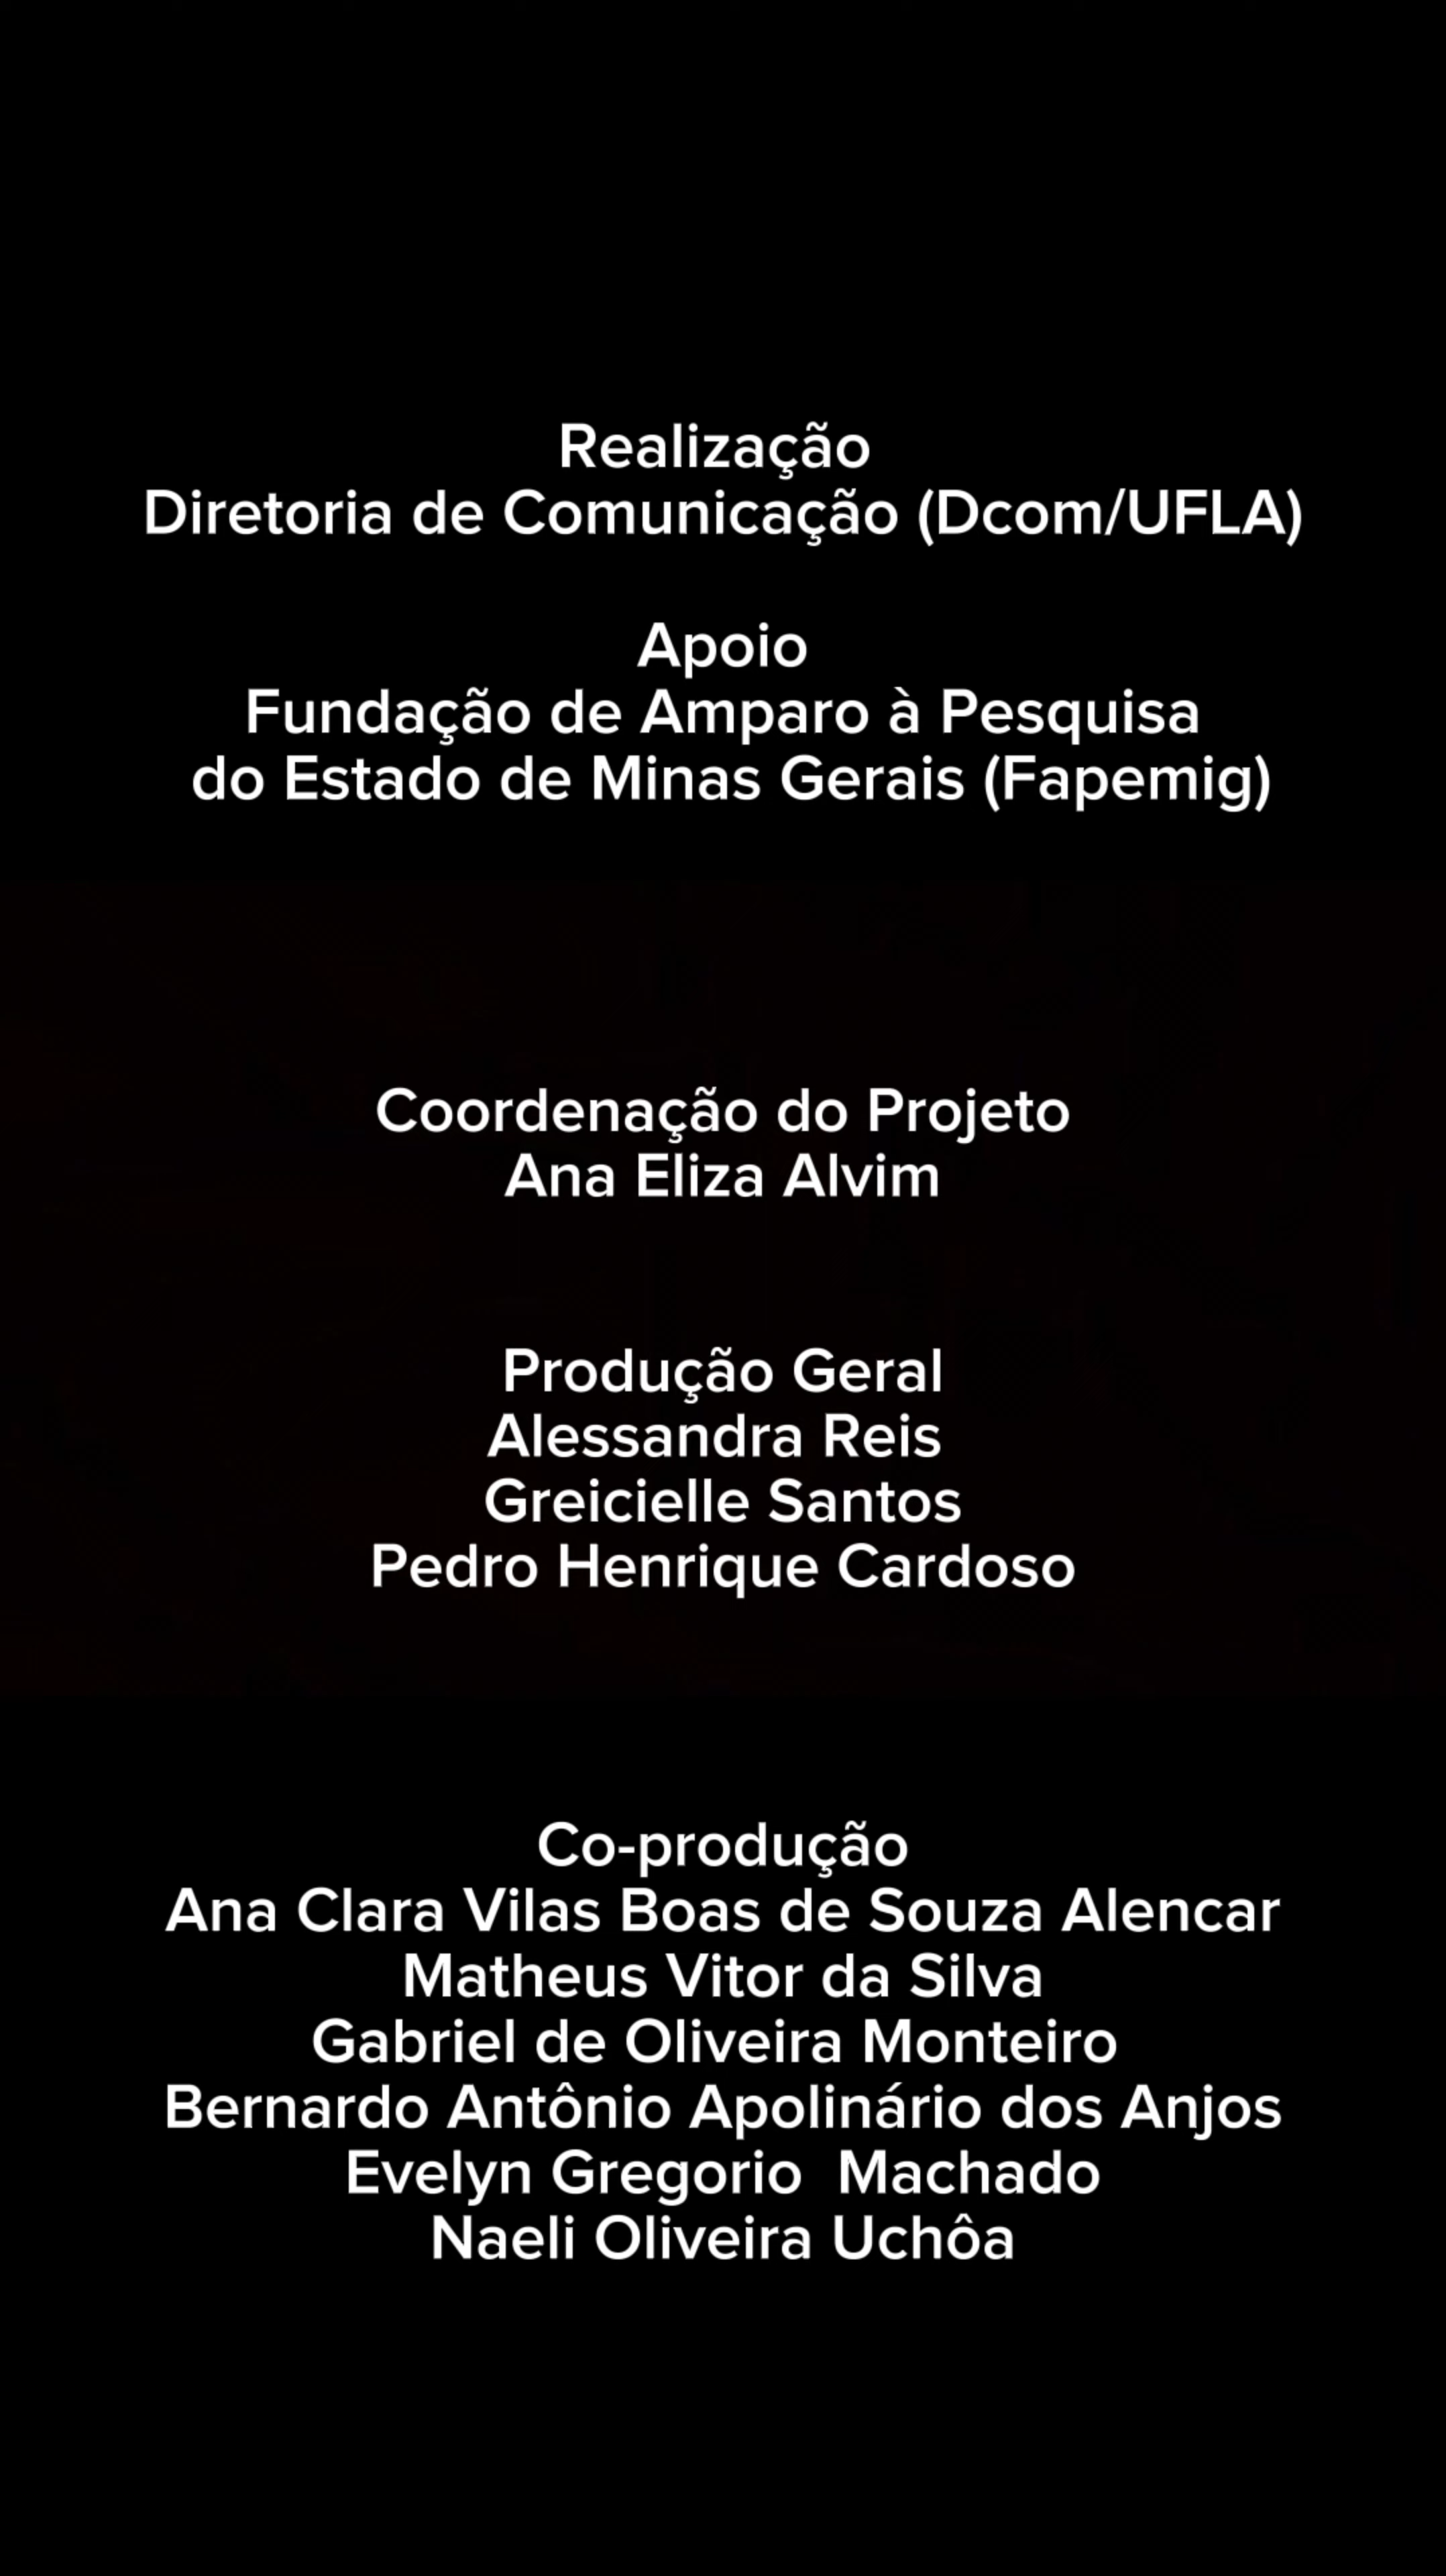 Realização
Diretoria de Comunicação (Dcom/UFLA)
Apoio
Fundação de Amparo à Pesquisa
do Estado de Minas Gerais (Fapemig)
Coordenação do Projeto
Ana Eliza Alvim
Produção Geral
Alessandra Reis
Greicielle Santos
Pedro Henrique Cardoso
Co-produção
Ana Clara Vilas Boas de Souza Alencar
Matheus Vitor da Silva
Gabriel de Oliveira Monteiro
Bernardo Antônio Apolinário dos Anjos
Evelyn Gregorio  Machado
Naeli Oliveira Uchôa